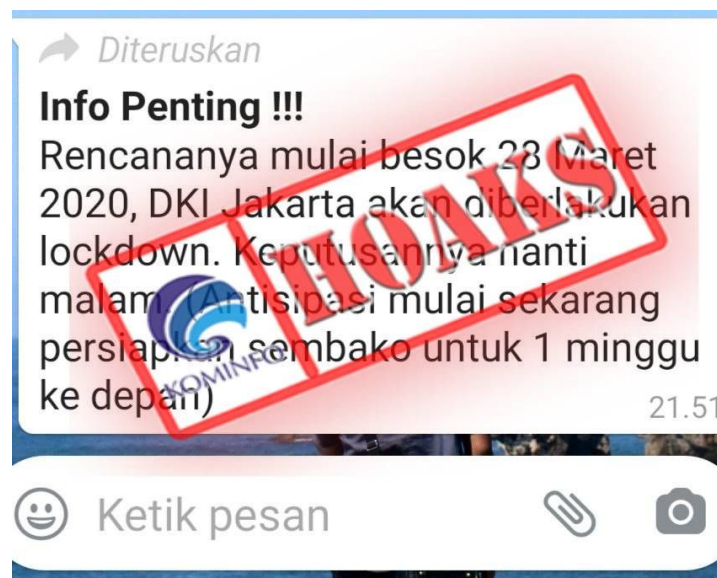 Diteruskan
Info Penting !!!
Rencananya mulai besok 28 Maret
2020, DKI Jakarta akan diberlakukan
lockdown. Keputusannya nanti
malam. (Antisipasi mulai sekarang
persiapkan sembako untuk 1 minggu
ke depan)
21.51
HOAKS
KOMINFO
Ketik pesan